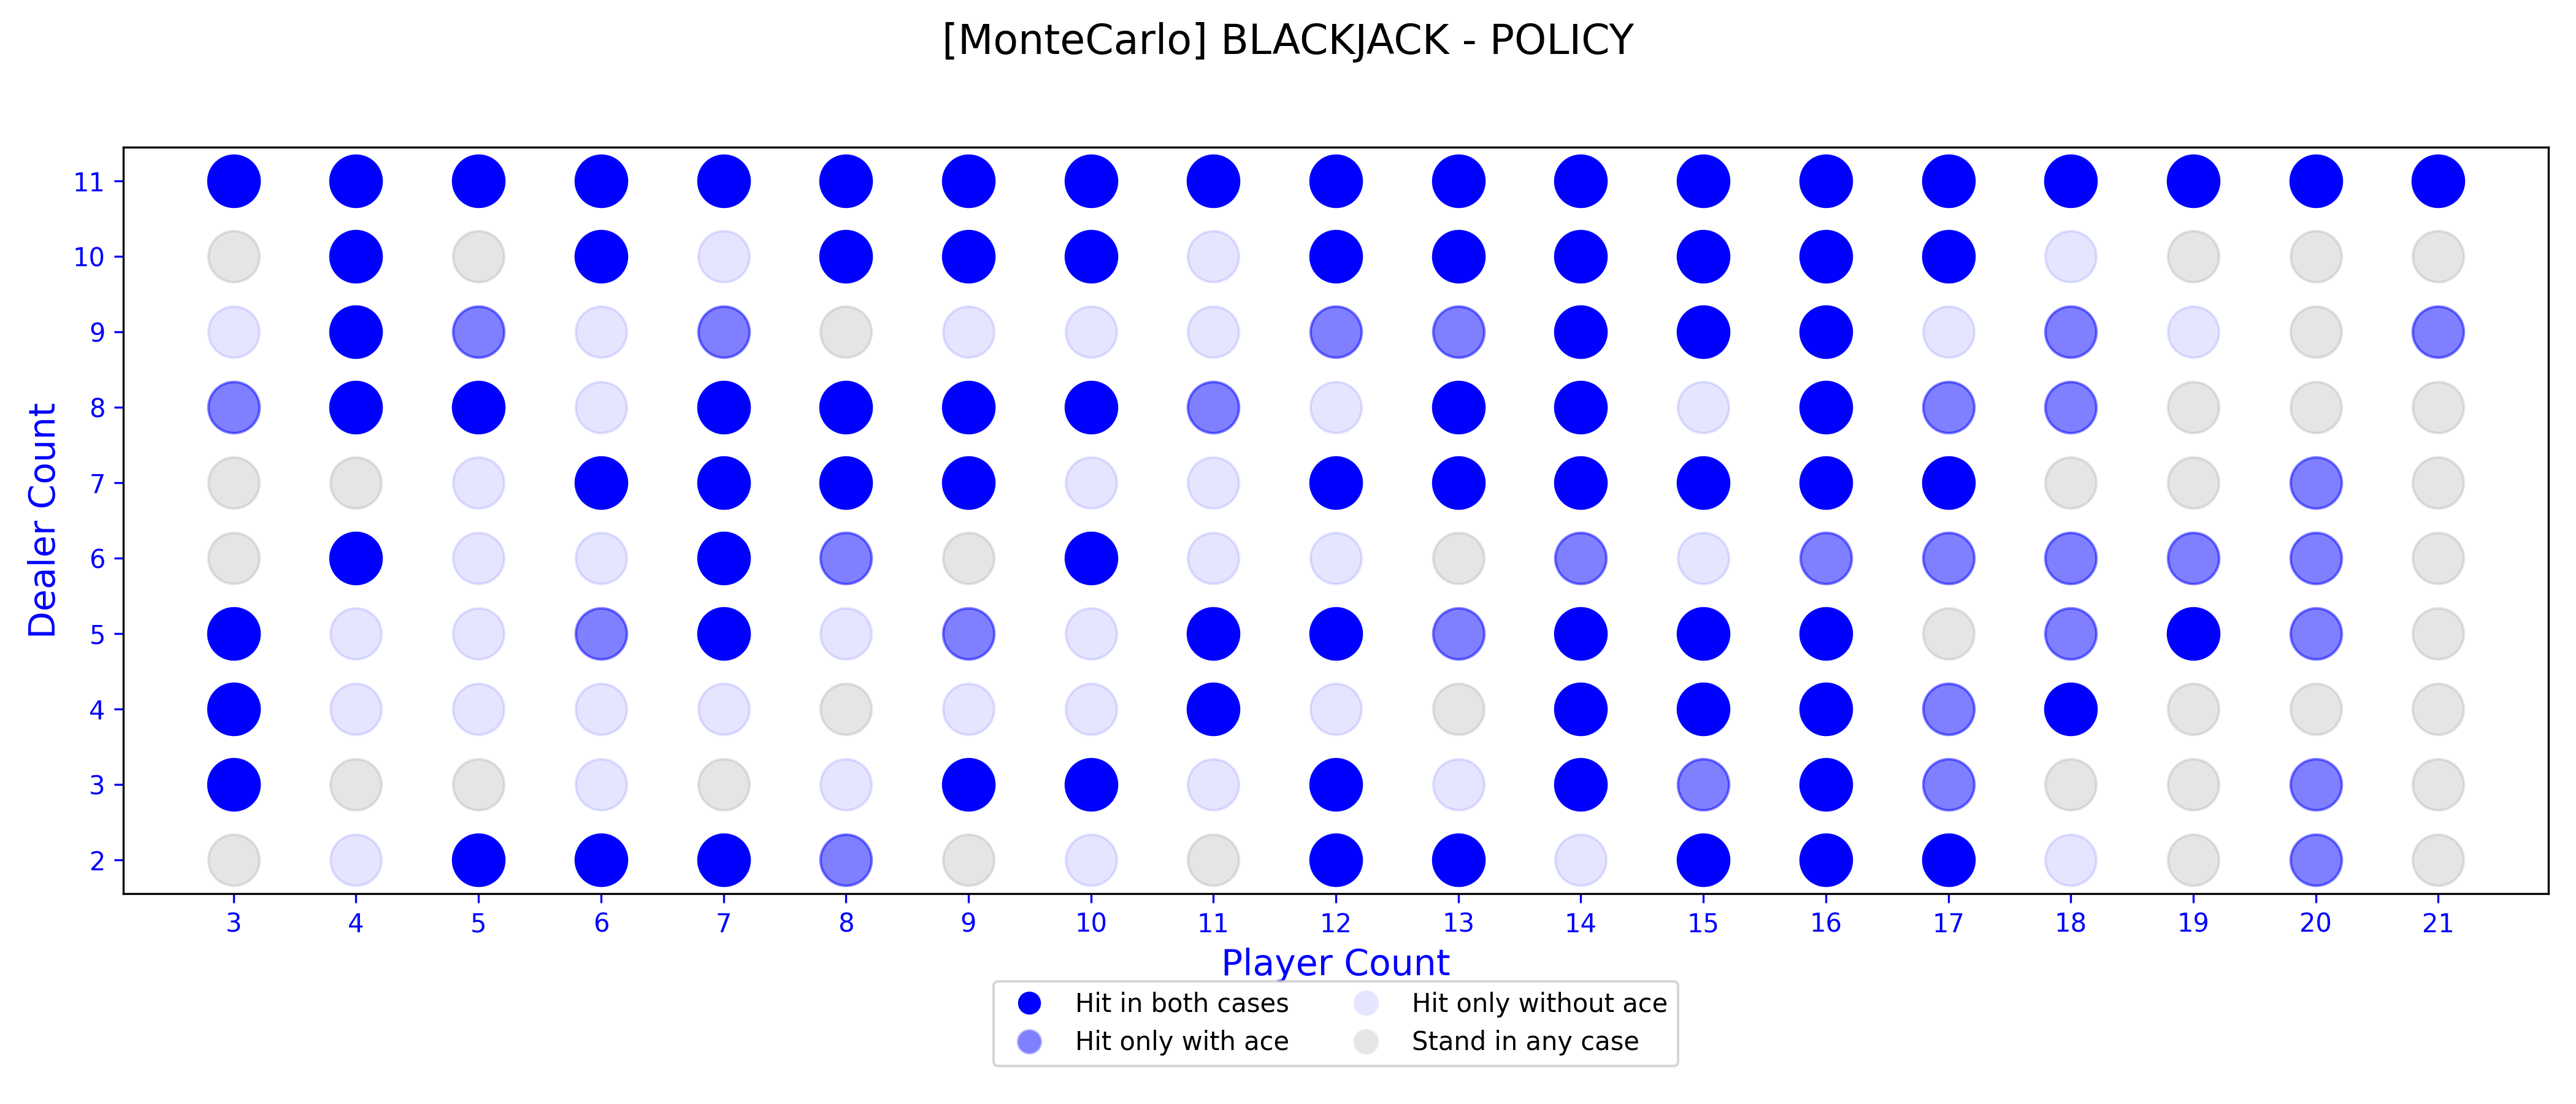 [MonteCarlo] BLACKJACK - POLICY
Dealer Count
11
10
9
8
7
6
5
4
3
2
3 4 5 6 7 8 9 10 11 12 13 14 15 16 17 18 19 20 21
Player Count
Hit in both cases
Hit only with ace
Hit only without ace
Stand in any case